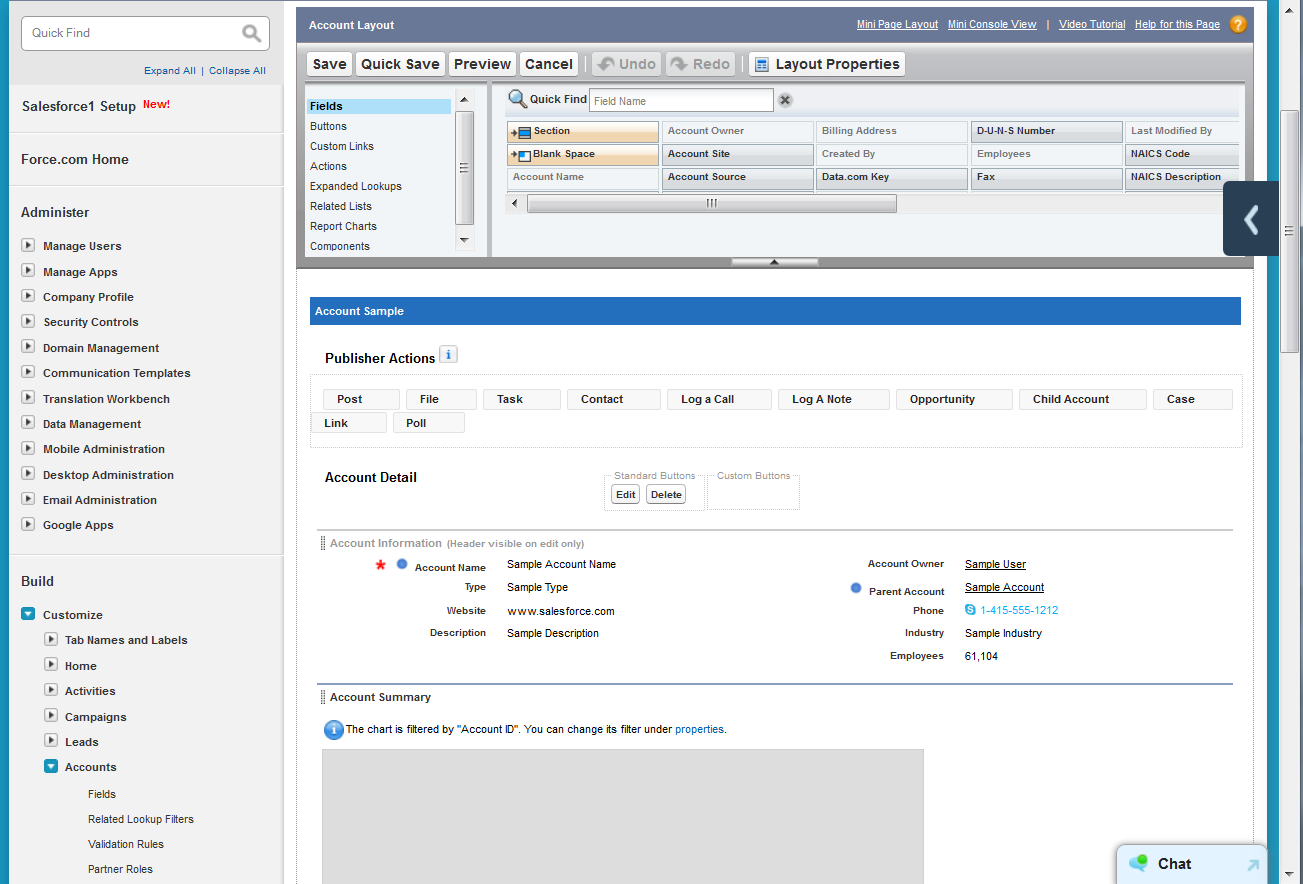 Quick Find
Expand All | Collapse All
Salesforce1 Setup New!
Force.com Home
Administer
Manage Users
Manage Apps
Company Profile
Security Controls
Domain Management
Communication Templates
Translation Workbench
Data Management
Mobile Administration
Desktop Administration
Email Administration
Google Apps
Build
Customize
Tab Names and Labels
Home
Activities
Campaigns
Leads
Accounts
Fields
Related Lookup Filters
Validation Rules
Partner Roles
Account Layout
Mini Page Layout Mini Console View | Video Tutorial Help for this Page ?
Save Quick Save Preview Cancel Undo Redo Layout Properties
Fields
Buttons
Custom Links
Actions
Expanded Lookups
Related Lists
Report Charts
Components
Quick Find Field Name
Section Account Owner Billing Address D-U-N-S Number Last Modified By
Blank Space Account Site Created By Employees NAICS Code
Account Name Account Source Data.com Key Fax NAICS Description
Account Sample
Publisher Actions i
Post File Task Contact Log a Call Log A Note Opportunity Child Account Case
Link Poll
Account Detail
Standard Buttons Custom Buttons
Edit Delete
Account Information (Header visible on edit only)
* Account Name Sample Account Name Account Owner Sample User
Type Sample Type Parent Account Sample Account
Website www.salesforce.com Phone 1-415-555-1212
Description Sample Description Industry Sample Industry
Employees 61,104
Account Summary
i The chart is filtered by "Account ID". You can change its filter under properties.
Chat